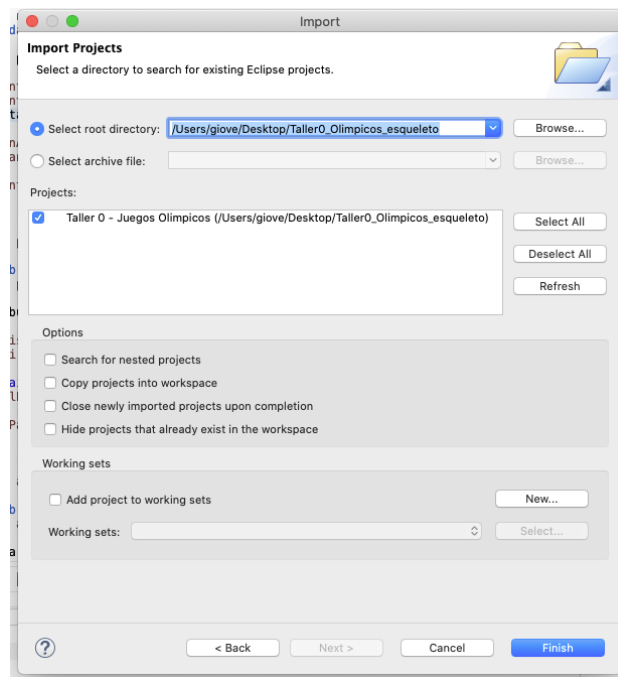 Import
Import Projects
Select a directory to search for existing Eclipse projects.
Select root directory: /Users/giove/Desktop/Taller0_Olimpicos_esqueleto Browse...
Select archive file: Browse...
Projects:
Taller 0 - Juegos Olimpicos (/Users/giove/Desktop/Taller0_Olimpicos_esqueleto)
Select All
Deselect All
Refresh
Options
Search for nested projects
Copy projects into workspace
Close newly imported projects upon completion
Hide projects that already exist in the workspace
Working sets
Add project to working sets New...
Working sets: Select...
? < Back Next > Cancel Finish